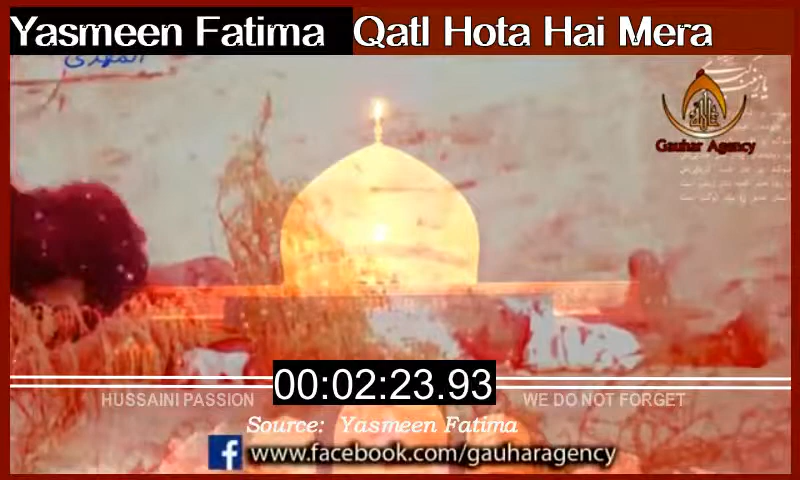 Yasmeen Fatima Qatl Hota Hai Mera
Gauhar Agency
00:02:23.93
HUSSAINI PASSION
WE DO NOT FORGET
Source: Yasmeen Fatima
www.facebook.com/gauharagency